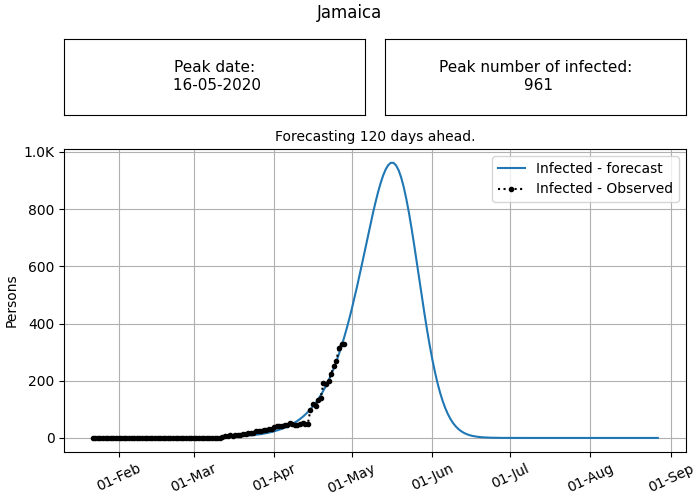 Jamaica
Peak date:
16-05-2020
Peak number of infected:
961
Forecasting 120 days ahead.
1.0K
800
600
400
200
0
Persons
Infected - forecast
Infected - Observed
01-Feb
01-Mar
01-Apr
01-May
01-Jun
01-Jul
01-Aug
01-Sep